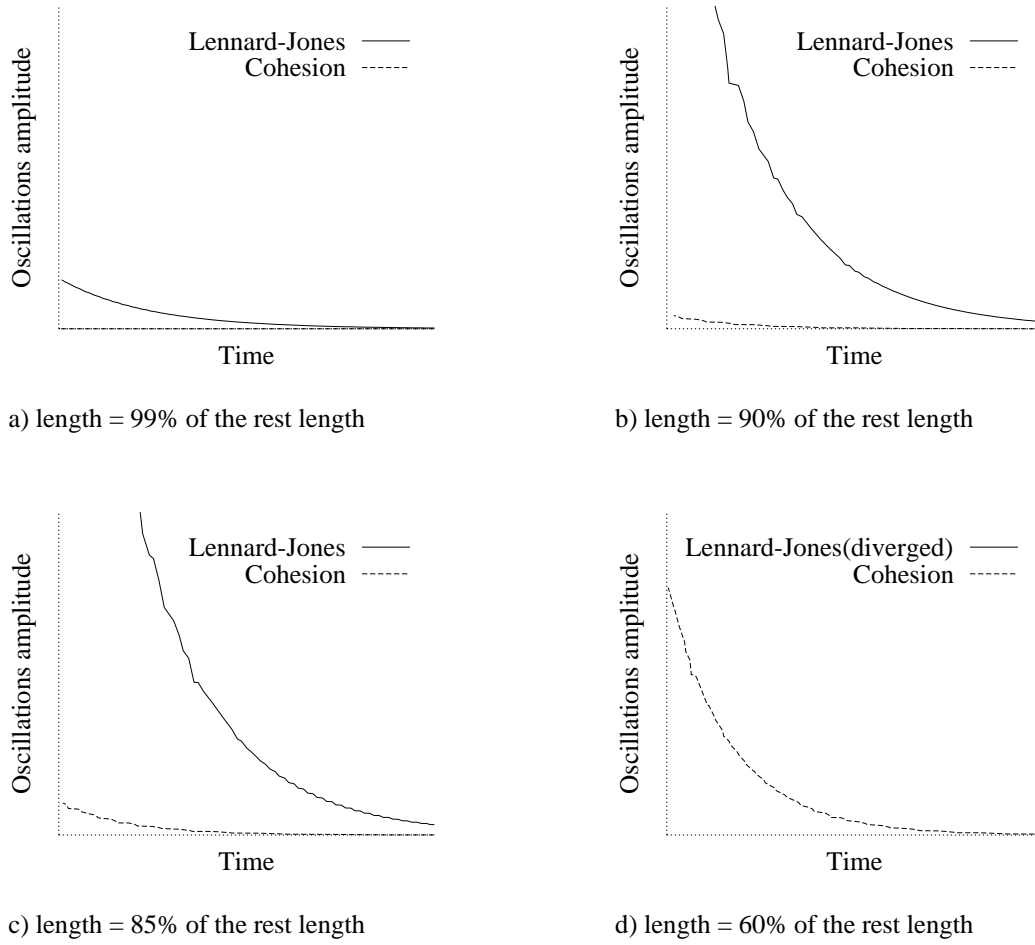 Oscillations amplitude
Lennard-Jones
Cohesion
Time
a) length = 99% of the rest length
Oscillations amplitude
Lennard-Jones
Cohesion
Time
b) length = 90% of the rest length
Oscillations amplitude
Lennard-Jones
Cohesion
Time
c) length = 85% of the rest length
Oscillations amplitude
Lennard-Jones(diverged)
Cohesion
Time
d) length = 60% of the rest length